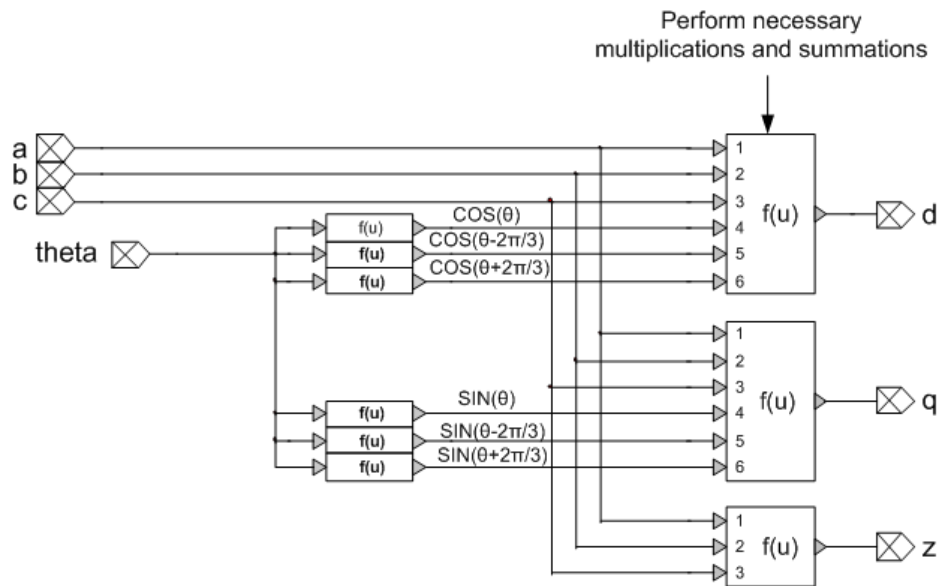 Perform necessary
multiplications and summations
a
b
c
theta
f(u)
f(u)
f(u)
COS(θ)
COS(θ-2π/3)
COS(θ+2π/3)
1
2
3
4
5
6
f(u)
d
f(u)
f(u)
f(u)
SIN(θ)
SIN(θ-2π/3)
SIN(θ+2π/3)
1
2
3
4
5
6
f(u)
q
1
2
3
f(u)
z